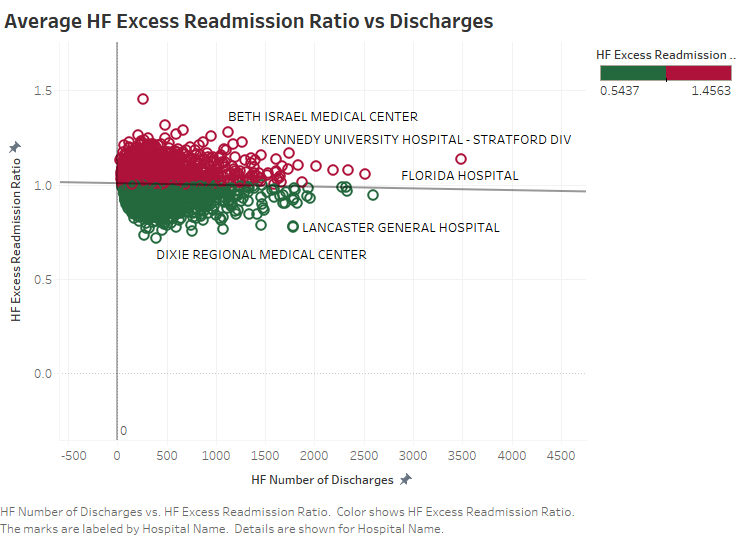 Average HF Excess Readmission Ratio vs Discharges
HF Excess Readmission ..
0.5437 1.4563
HF Excess Readmission Ratio
1.5
1.0
0.5
0.0
BETH ISRAEL MEDICAL CENTER
KENNEDY UNIVERSITY HOSPITAL - STRATFORD DIV
FLORIDA HOSPITAL
LANCASTER GENERAL HOSPITAL
DIXIE REGIONAL MEDICAL CENTER
0
-500 0 500 1000 1500 2000 2500 3000 3500 4000 4500
HF Number of Discharges
HF Number of Discharges vs. HF Excess Readmission Ratio. Color shows HF Excess Readmission Ratio.
The marks are labeled by Hospital Name. Details are shown for Hospital Name.